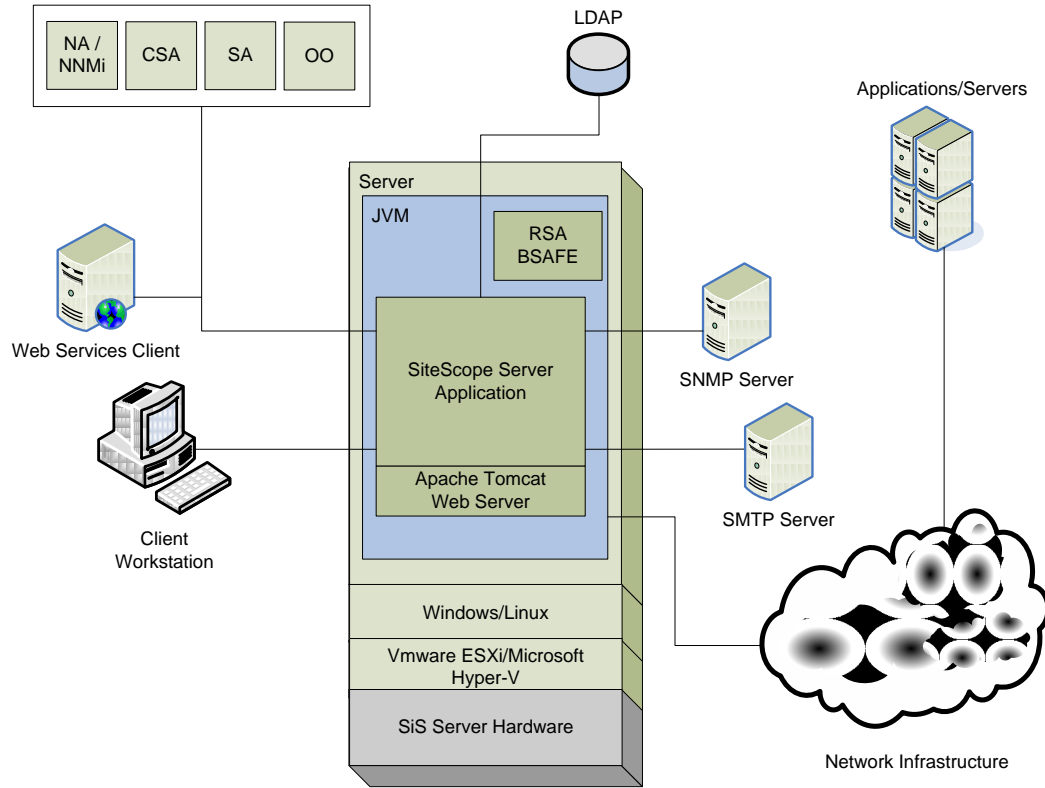 NA /
NNMi
CSA
SA
OO
LDAP
Applications/Servers
Server
JVM
RSA
BSAFE
Web Services Client
SiteScope Server
Application
SNMP Server
Apache Tomcat
Web Server
SMTP Server
Client
Workstation
Windows/Linux
Vmware ESXi/Microsoft
Hyper-V
SiS Server Hardware
Network Infrastructure